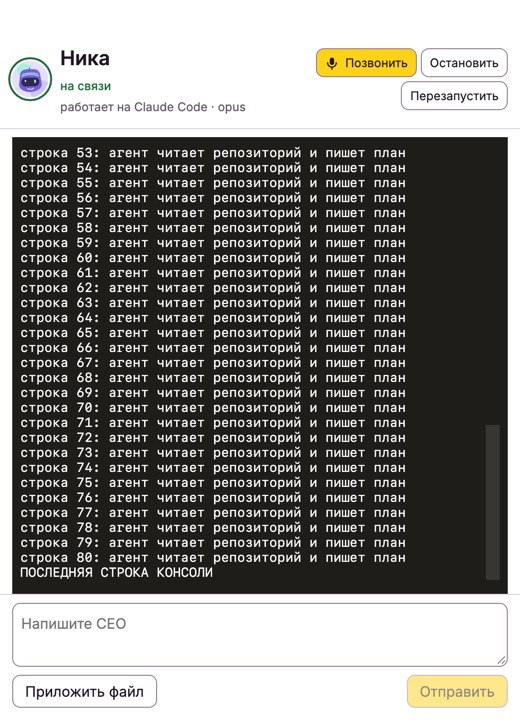 Ника
на связи
работает на Claude Code · opus
Позвонить
Остановить
Перезапустить
строка 53: агент читает репозиторий и пишет план
строка 54: агент читает репозиторий и пишет план
строка 55: агент читает репозиторий и пишет план
строка 56: агент читает репозиторий и пишет план
строка 57: агент читает репозиторий и пишет план
строка 58: агент читает репозиторий и пишет план
строка 59: агент читает репозиторий и пишет план
строка 60: агент читает репозиторий и пишет план
строка 61: агент читает репозиторий и пишет план
строка 62: агент читает репозиторий и пишет план
строка 63: агент читает репозиторий и пишет план
строка 64: агент читает репозиторий и пишет план
строка 65: агент читает репозиторий и пишет план
строка 66: агент читает репозиторий и пишет план
строка 67: агент читает репозиторий и пишет план
строка 68: агент читает репозиторий и пишет план
строка 69: агент читает репозиторий и пишет план
строка 70: агент читает репозиторий и пишет план
строка 71: агент читает репозиторий и пишет план
строка 72: агент читает репозиторий и пишет план
строка 73: агент читает репозиторий и пишет план
строка 74: агент читает репозиторий и пишет план
строка 75: агент читает репозиторий и пишет план
строка 76: агент читает репозиторий и пишет план
строка 77: агент читает репозиторий и пишет план
строка 78: агент читает репозиторий и пишет план
строка 79: агент читает репозиторий и пишет план
строка 80: агент читает репозиторий и пишет план
ПОСЛЕДНЯЯ СТРОКА КОНСОЛИ
Напишите CEO
Приложить файл
Отправить